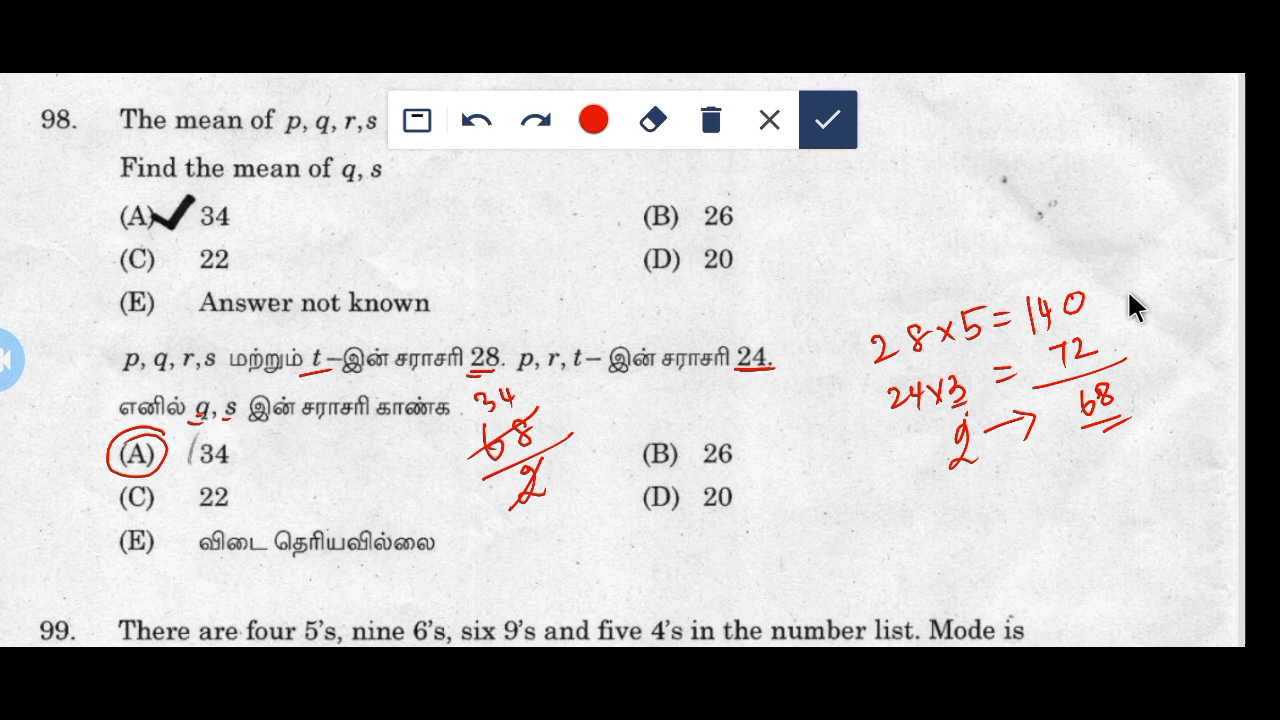 98. The mean of p, q, r,s
Find the mean of q, s
(A) 34 (B) 26
(C) 22 (D) 20
(E) Answer not known
p, q, r,s மற்றும் t–இன் சராசரி 28. p, r, t– இன் சராசரி 24.
எனில் q, s இன் சராசரி காண்க
(A) 34 (B) 26
(C) 22 (D) 20
(E) விடை தெரியவில்லை
34
68
2
28×5=140
24×3 = 72
2 → 68
99. There are four 5’s, nine 6’s, six 9’s and five 4’s in the number list. Mode is